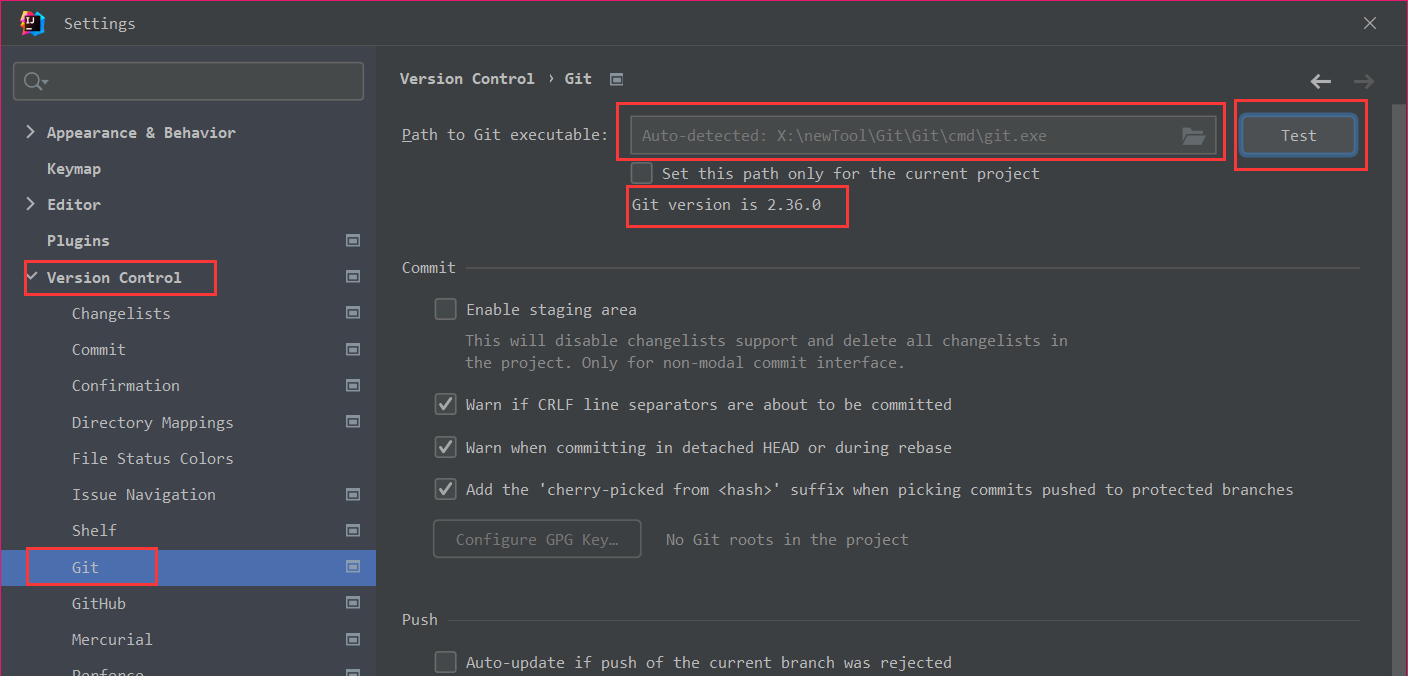 IJ
Settings
Appearance & Behavior
Keymap
Editor
Plugins
Version Control
Changelists
Commit
Confirmation
Directory Mappings
File Status Colors
Issue Navigation
Shelf
Git
GitHub
Mercurial
Perforce
Version Control › Git
Path to Git executable: Auto-detected: X:\newTool\Git\Git\cmd\git.exe Test
Set this path only for the current project
Git version is 2.36.0
Commit
Enable staging area
This will disable changelists support and delete all changelists in
the project. Only for non-modal commit interface.
Warn if CRLF line separators are about to be committed
Warn when committing in detached HEAD or during rebase
Add the 'cherry-picked from <hash>' suffix when picking commits pushed to protected branches
Configure GPG Key… No Git roots in the project
Push
Auto-update if push of the current branch was rejected